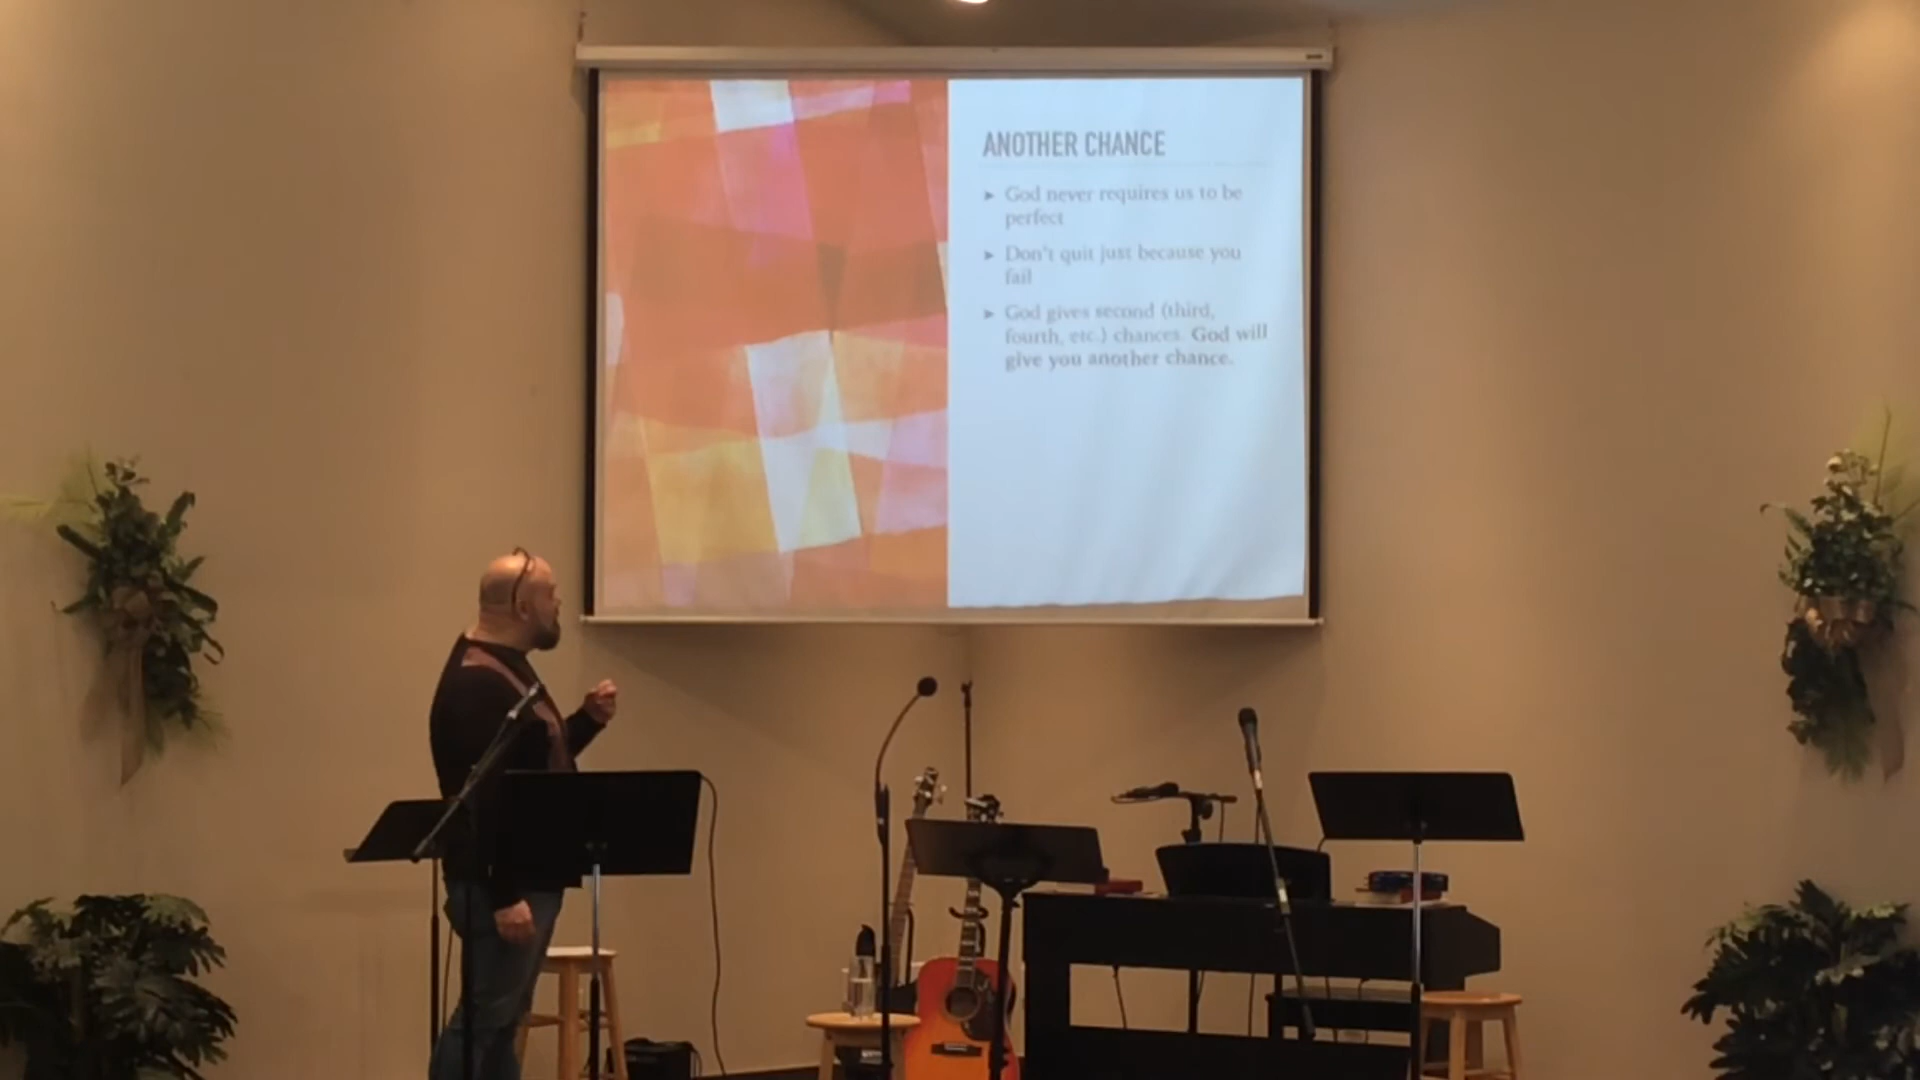 ANOTHER CHANCE
► God never requires us to be
perfect
► Don't quit just because you
fail
► God gives second (third,
fourth, etc.) chances. God will
give you another chance.